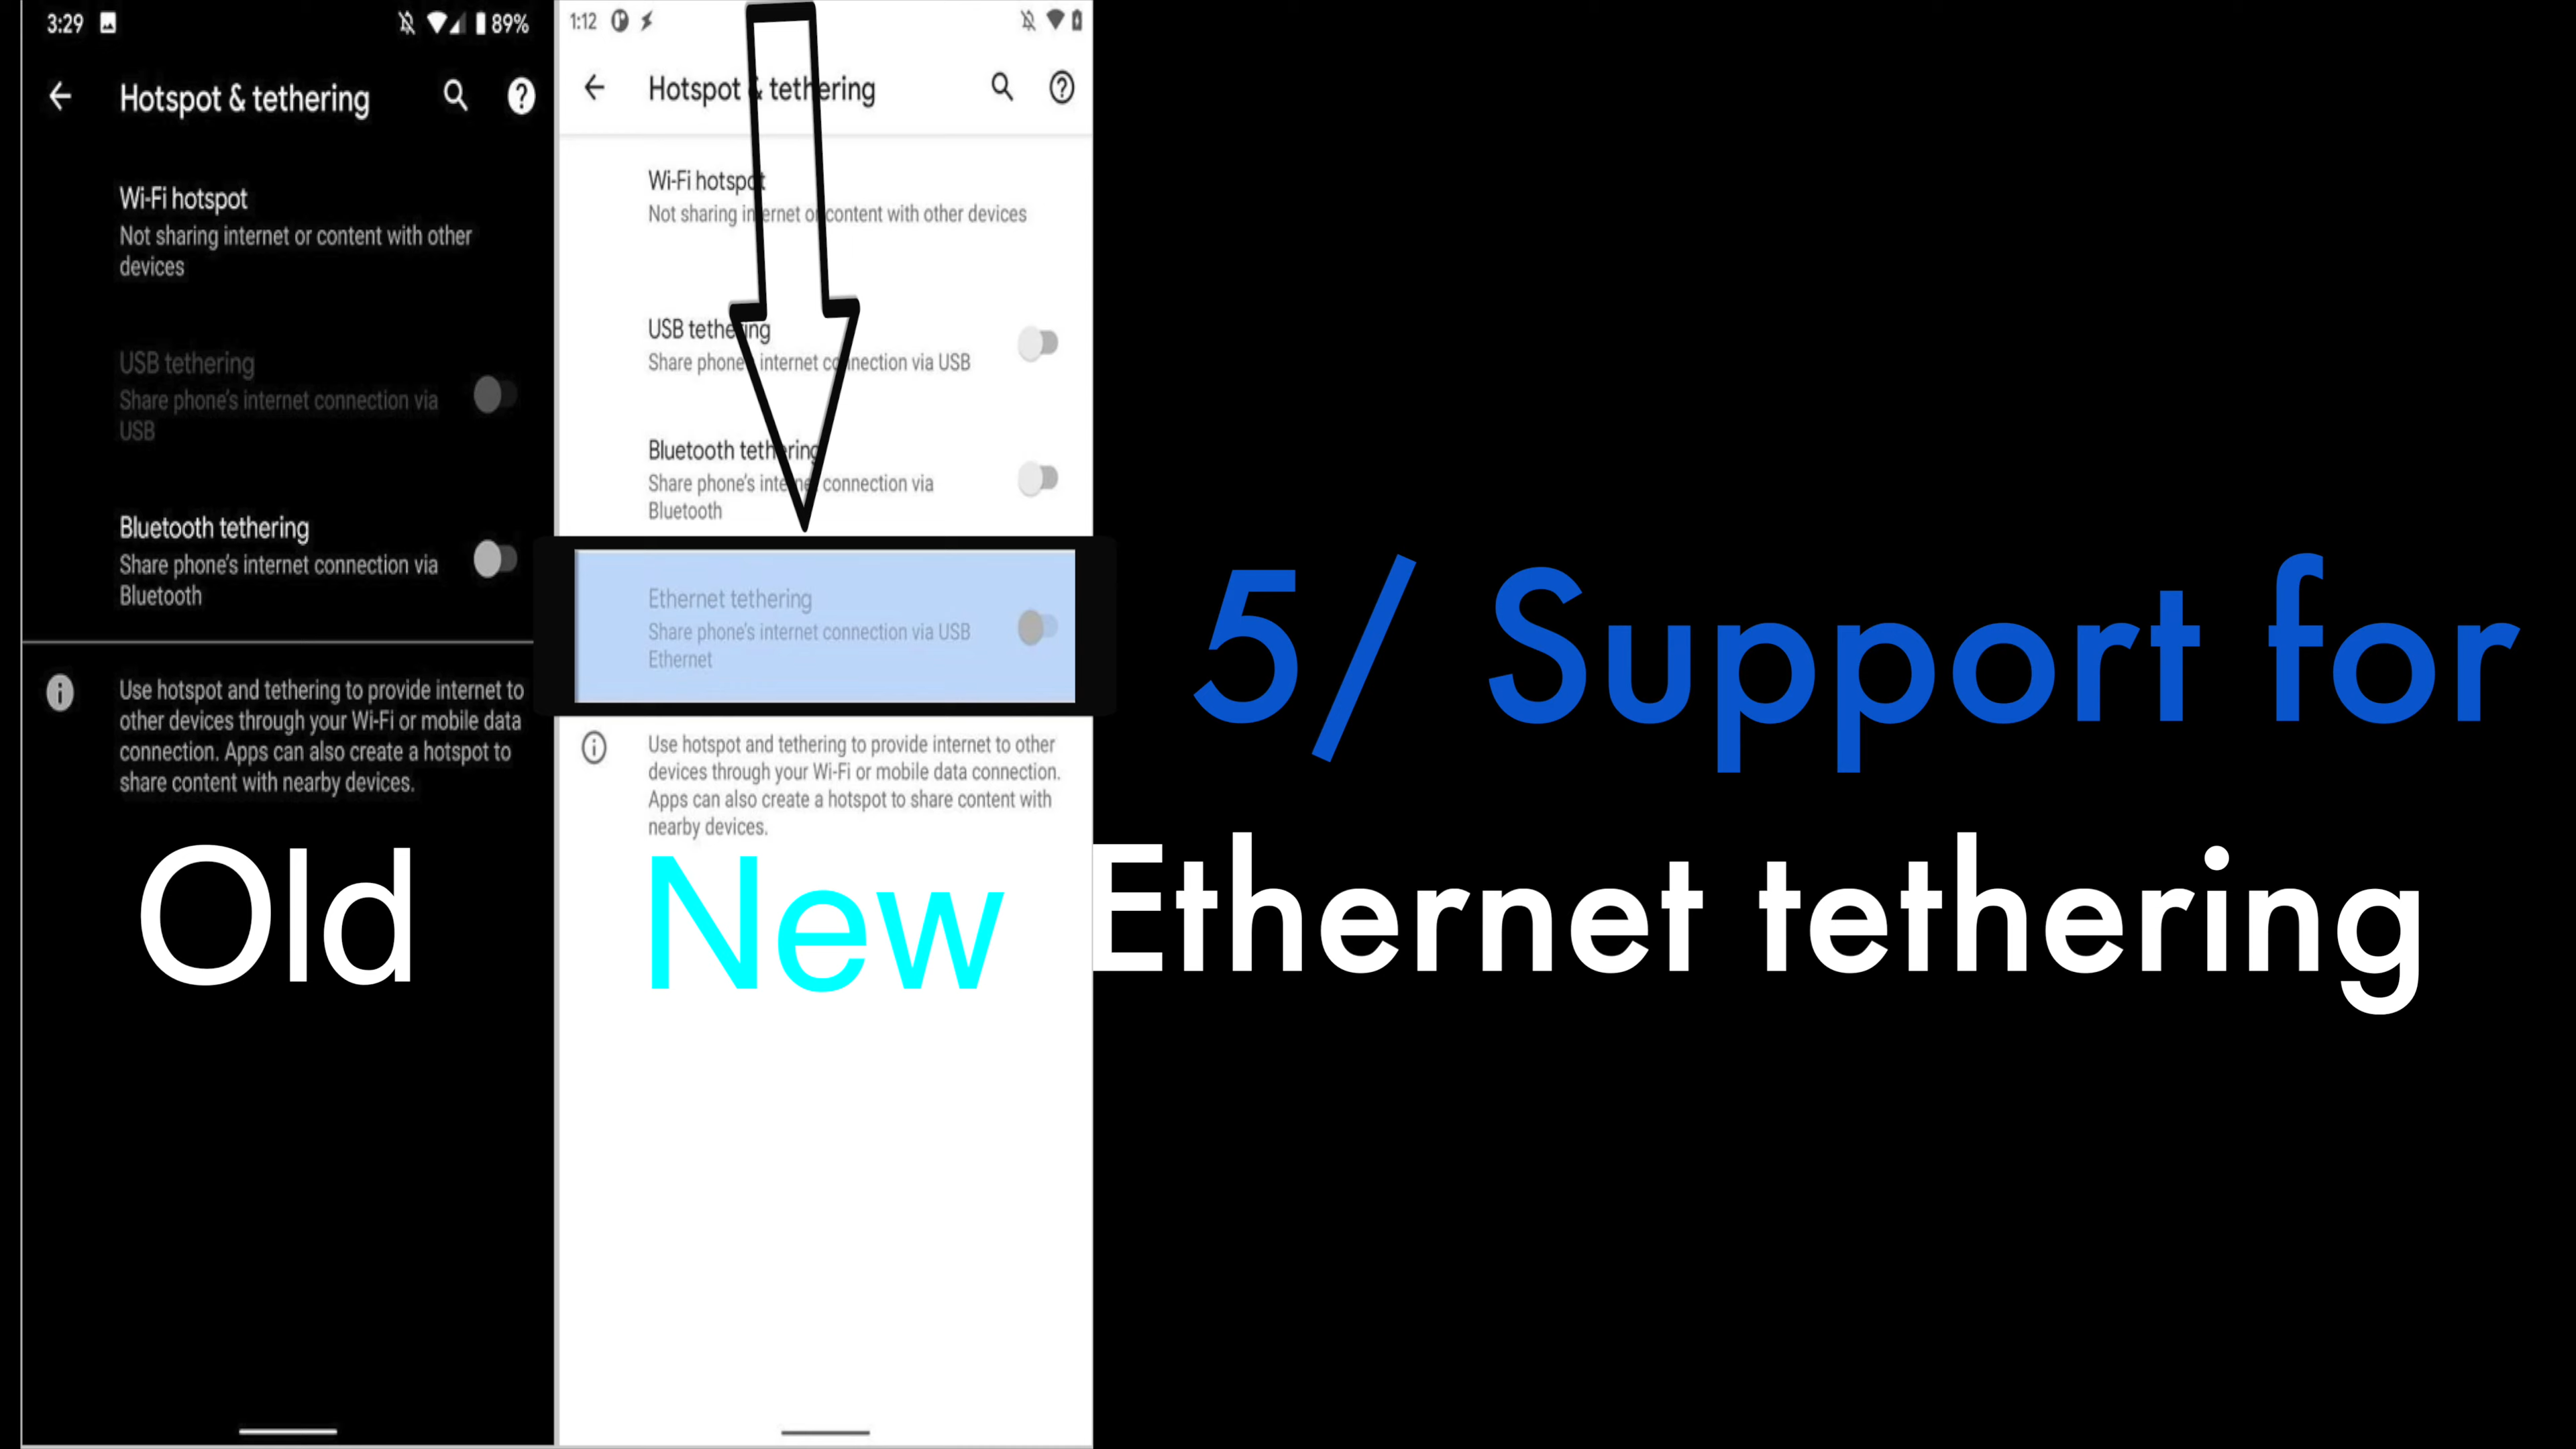 3:29
89%
Hotspot & tethering
Wi-Fi hotspot
Not sharing internet or content with other
devices
USB tethering
Share phone's internet connection via
USB
Bluetooth tethering
Share phone's internet connection via
Bluetooth
Use hotspot and tethering to provide internet to
other devices through your Wi-Fi or mobile data
connection. Apps can also create a hotspot to
share content with nearby devices.
Old
1:12
Hotspot & tethering
Wi-Fi hotspot
Not sharing internet or content with other devices
USB tethering
Share phone's internet connection via USB
Bluetooth tethering
Share phone's internet connection via
Bluetooth
Ethernet tethering
Share phone's internet connection via USB
Ethernet
Use hotspot and tethering to provide internet to other
devices through your Wi-Fi or mobile data connection.
Apps can also create a hotspot to share content with
nearby devices.
New
5/ Support for
Ethernet tethering